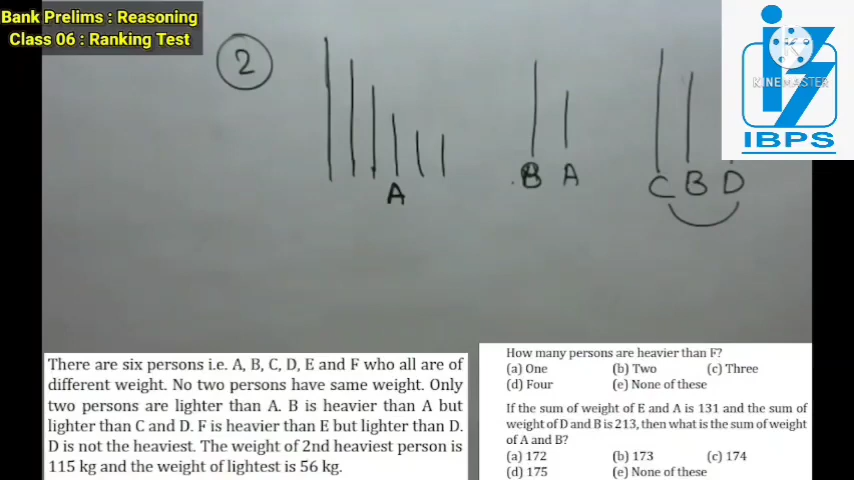 Bank Prelims : Reasoning
Class 06 : Ranking Test
2
A
B A
C B D
KINEMASTER
IBPS
There are six persons i.e. A, B, C, D, E and F who all are of
different weight. No two persons have same weight. Only
two persons are lighter than A. B is heavier than A but
lighter than C and D. F is heavier than E but lighter than D.
D is not the heaviest. The weight of 2nd heaviest person is
115 kg and the weight of lightest is 56 kg.
How many persons are heavier than F?
(a) One (b) Two (c) Three
(d) Four (e) None of these
If the sum of weight of E and A is 131 and the sum of
weight of D and B is 213, then what is the sum of weight
of A and B?
(a) 172 (b) 173 (c) 174
(d) 175 (e) None of these